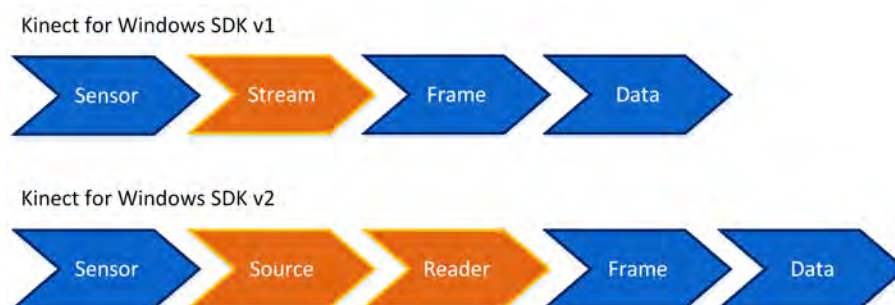 Kinect for Windows SDK v1
Sensor Stream Frame Data
Kinect for Windows SDK v2
Sensor Source Reader Frame Data